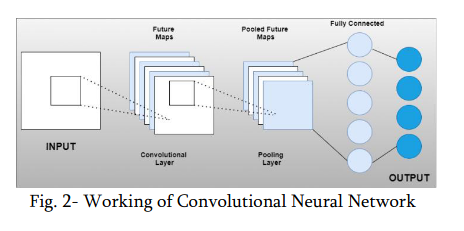 Fully Connected
Future
Maps
Pooled Future
Maps
INPUT
Convolutional
Layer
Pooling
Layer
OUTPUT
Fig. 2- Working of Convolutional Neural Network